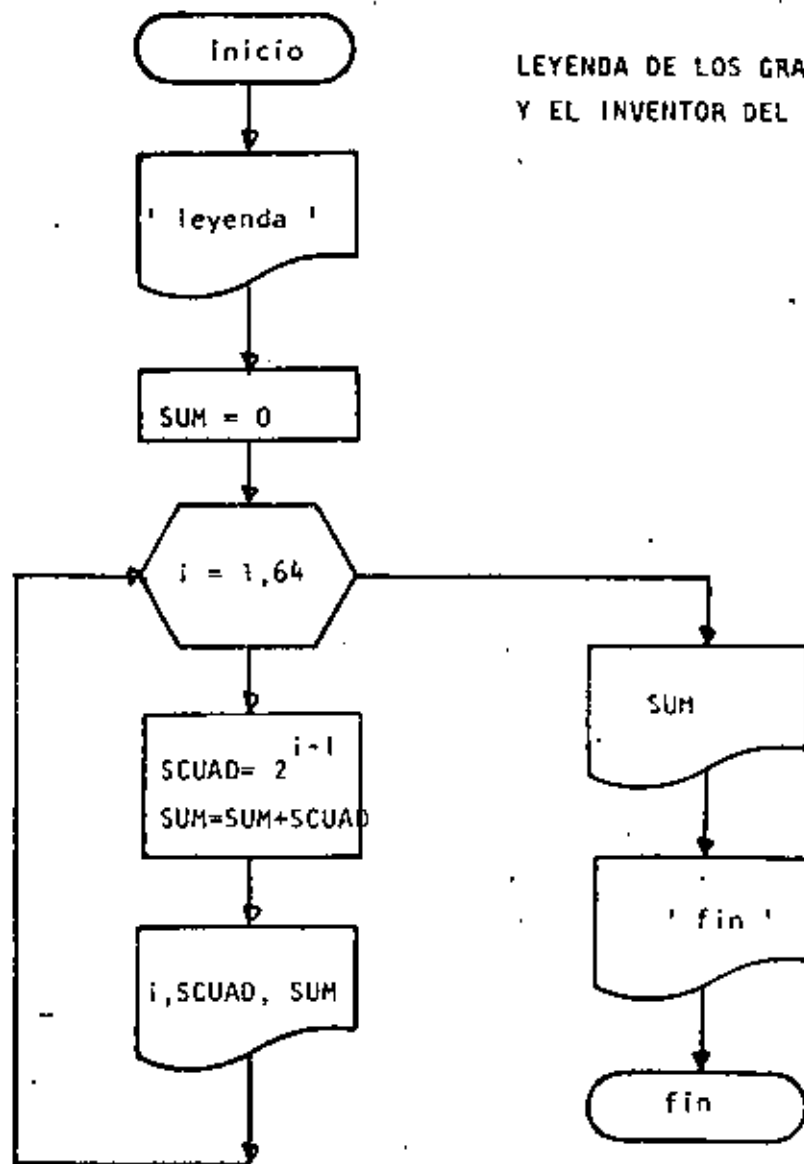 Inicio
LEYENDA DE LOS GRA
Y EL INVENTOR DEL
' leyenda '
SUM = 0
i = 1,64
SCUAD= 2^i-1
SUM=SUM+SCUAD
i,SCUAD, SUM
SUM
' fin '
fin